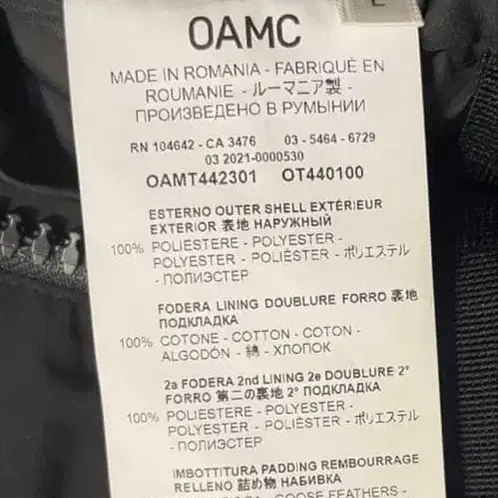 L
OAMC
MADE IN ROMANIA - FABRIQUÉ EN
ROUMANIE - ルーマニア製 -
ПРОИЗВЕДЕНО В РУМЫНИИ
RN 104642 - CA 3476 03 - 5464 - 6729
03 2021-0000530
OAMT442301 OT440100
ESTERNO OUTER SHELL EXTÉRIEUR
EXTERIOR 表地 НАРУЖНЫЙ
100% POLIESTERE - POLYESTER -
POLYESTER - POLIÉSTER - ポリエステル
- ПОЛИЭСТЕР
FODERA LINING DOUBLURE FORRO 裏地
ПОДКЛАДКА
100% COTONE - COTTON - COTON -
ALGODÓN - 綿 - ХЛОПОК
2a FODERA 2nd LINING 2e DOUBLURE 2°
FORRO 第二の裏地 2° ПОДКЛАДКА
100% POLIESTERE - POLYESTER -
POLYESTER - POLIÉSTER - ポリエステル
- ПОЛИЭСТЕР
IMBOTTITURA PADDING REMBOURRAGE
RELLENO 詰め物 НАБИВКА
GOOSE FEATHERS -